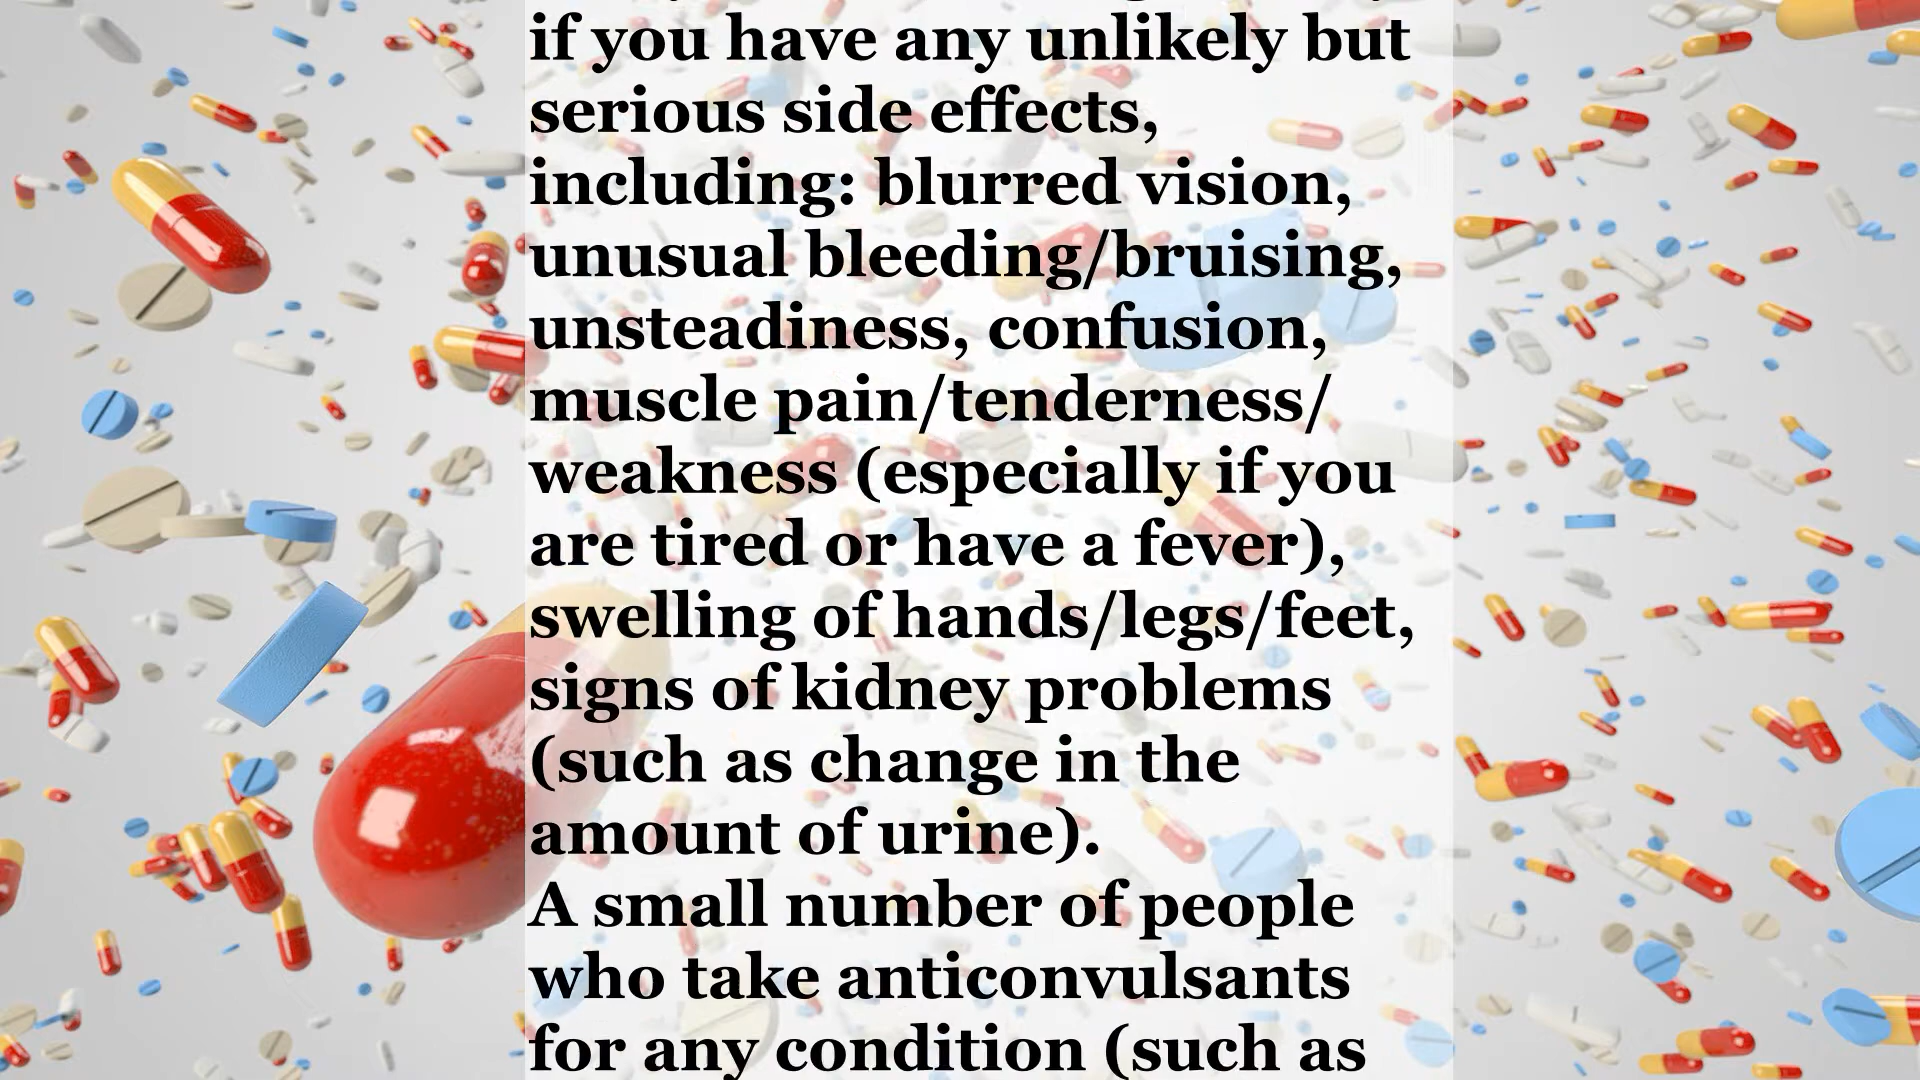 if you have any unlikely but
serious side effects,
including: blurred vision,
unusual bleeding/bruising,
unsteadiness, confusion,
muscle pain/tenderness/
weakness (especially if you
are tired or have a fever),
swelling of hands/legs/feet,
signs of kidney problems
(such as change in the
amount of urine).
A small number of people
who take anticonvulsants
for any condition (such as